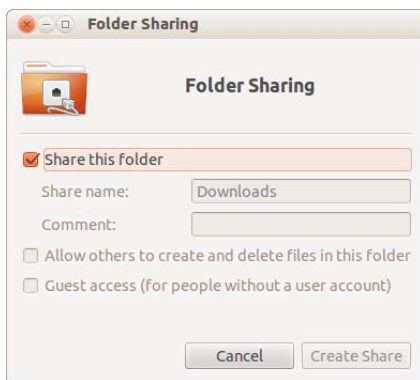 Folder Sharing
Folder Sharing
Share this folder
Share name: Downloads
Comment:
Allow others to create and delete files in this folder
Guest access (for people without a user account)
Cancel Create Share